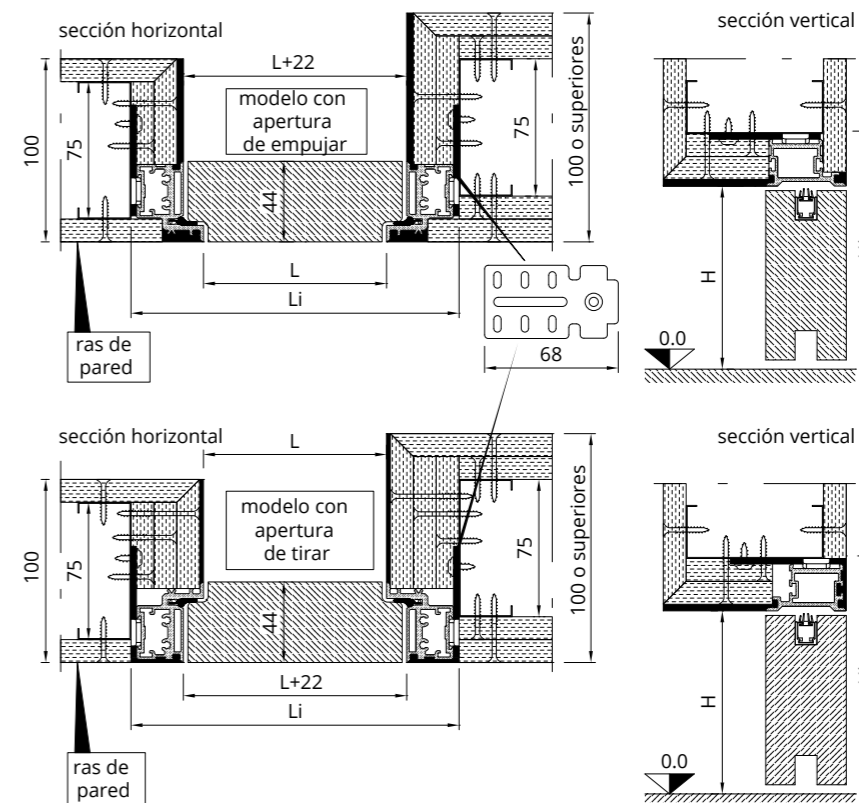 sección horizontal
L+22
modelo con
apertura
de empujar
100
75
44
75
100 o superiores
L
Li
ras de
pared
68
sección vertical
H
0.0
sección horizontal
L
modelo con
apertura
de tirar
100
75
44
75
100 o superiores
L+22
Li
ras de
pared
sección vertical
H
0.0